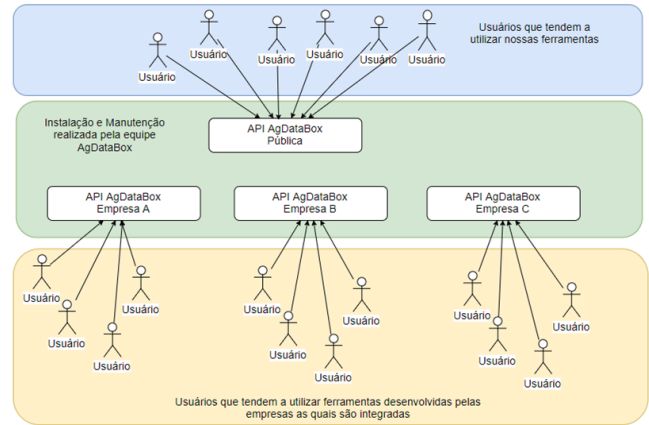 Usuários que tendem a
utilizar nossas ferramentas
Usuário
Usuário
Usuário
Usuário
Usuário
Usuário
Instalação e Manutenção
realizada pela equipe
AgDataBox
API AgDataBox
Pública
API AgDataBox
Empresa A
API AgDataBox
Empresa B
API AgDataBox
Empresa C
Usuário
Usuário
Usuário
Usuário
Usuário
Usuário
Usuário
Usuário
Usuário
Usuário
Usuário
Usuário
Usuários que tendem a utilizar ferramentas desenvolvidas pelas
empresas as quais são integradas